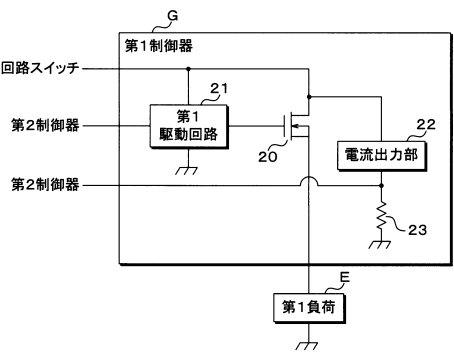 G
第1制御器
回路スイッチ
21
第2制御器
第1
駆動回路
20
22
電流出力部
第2制御器
23
E
第1負荷